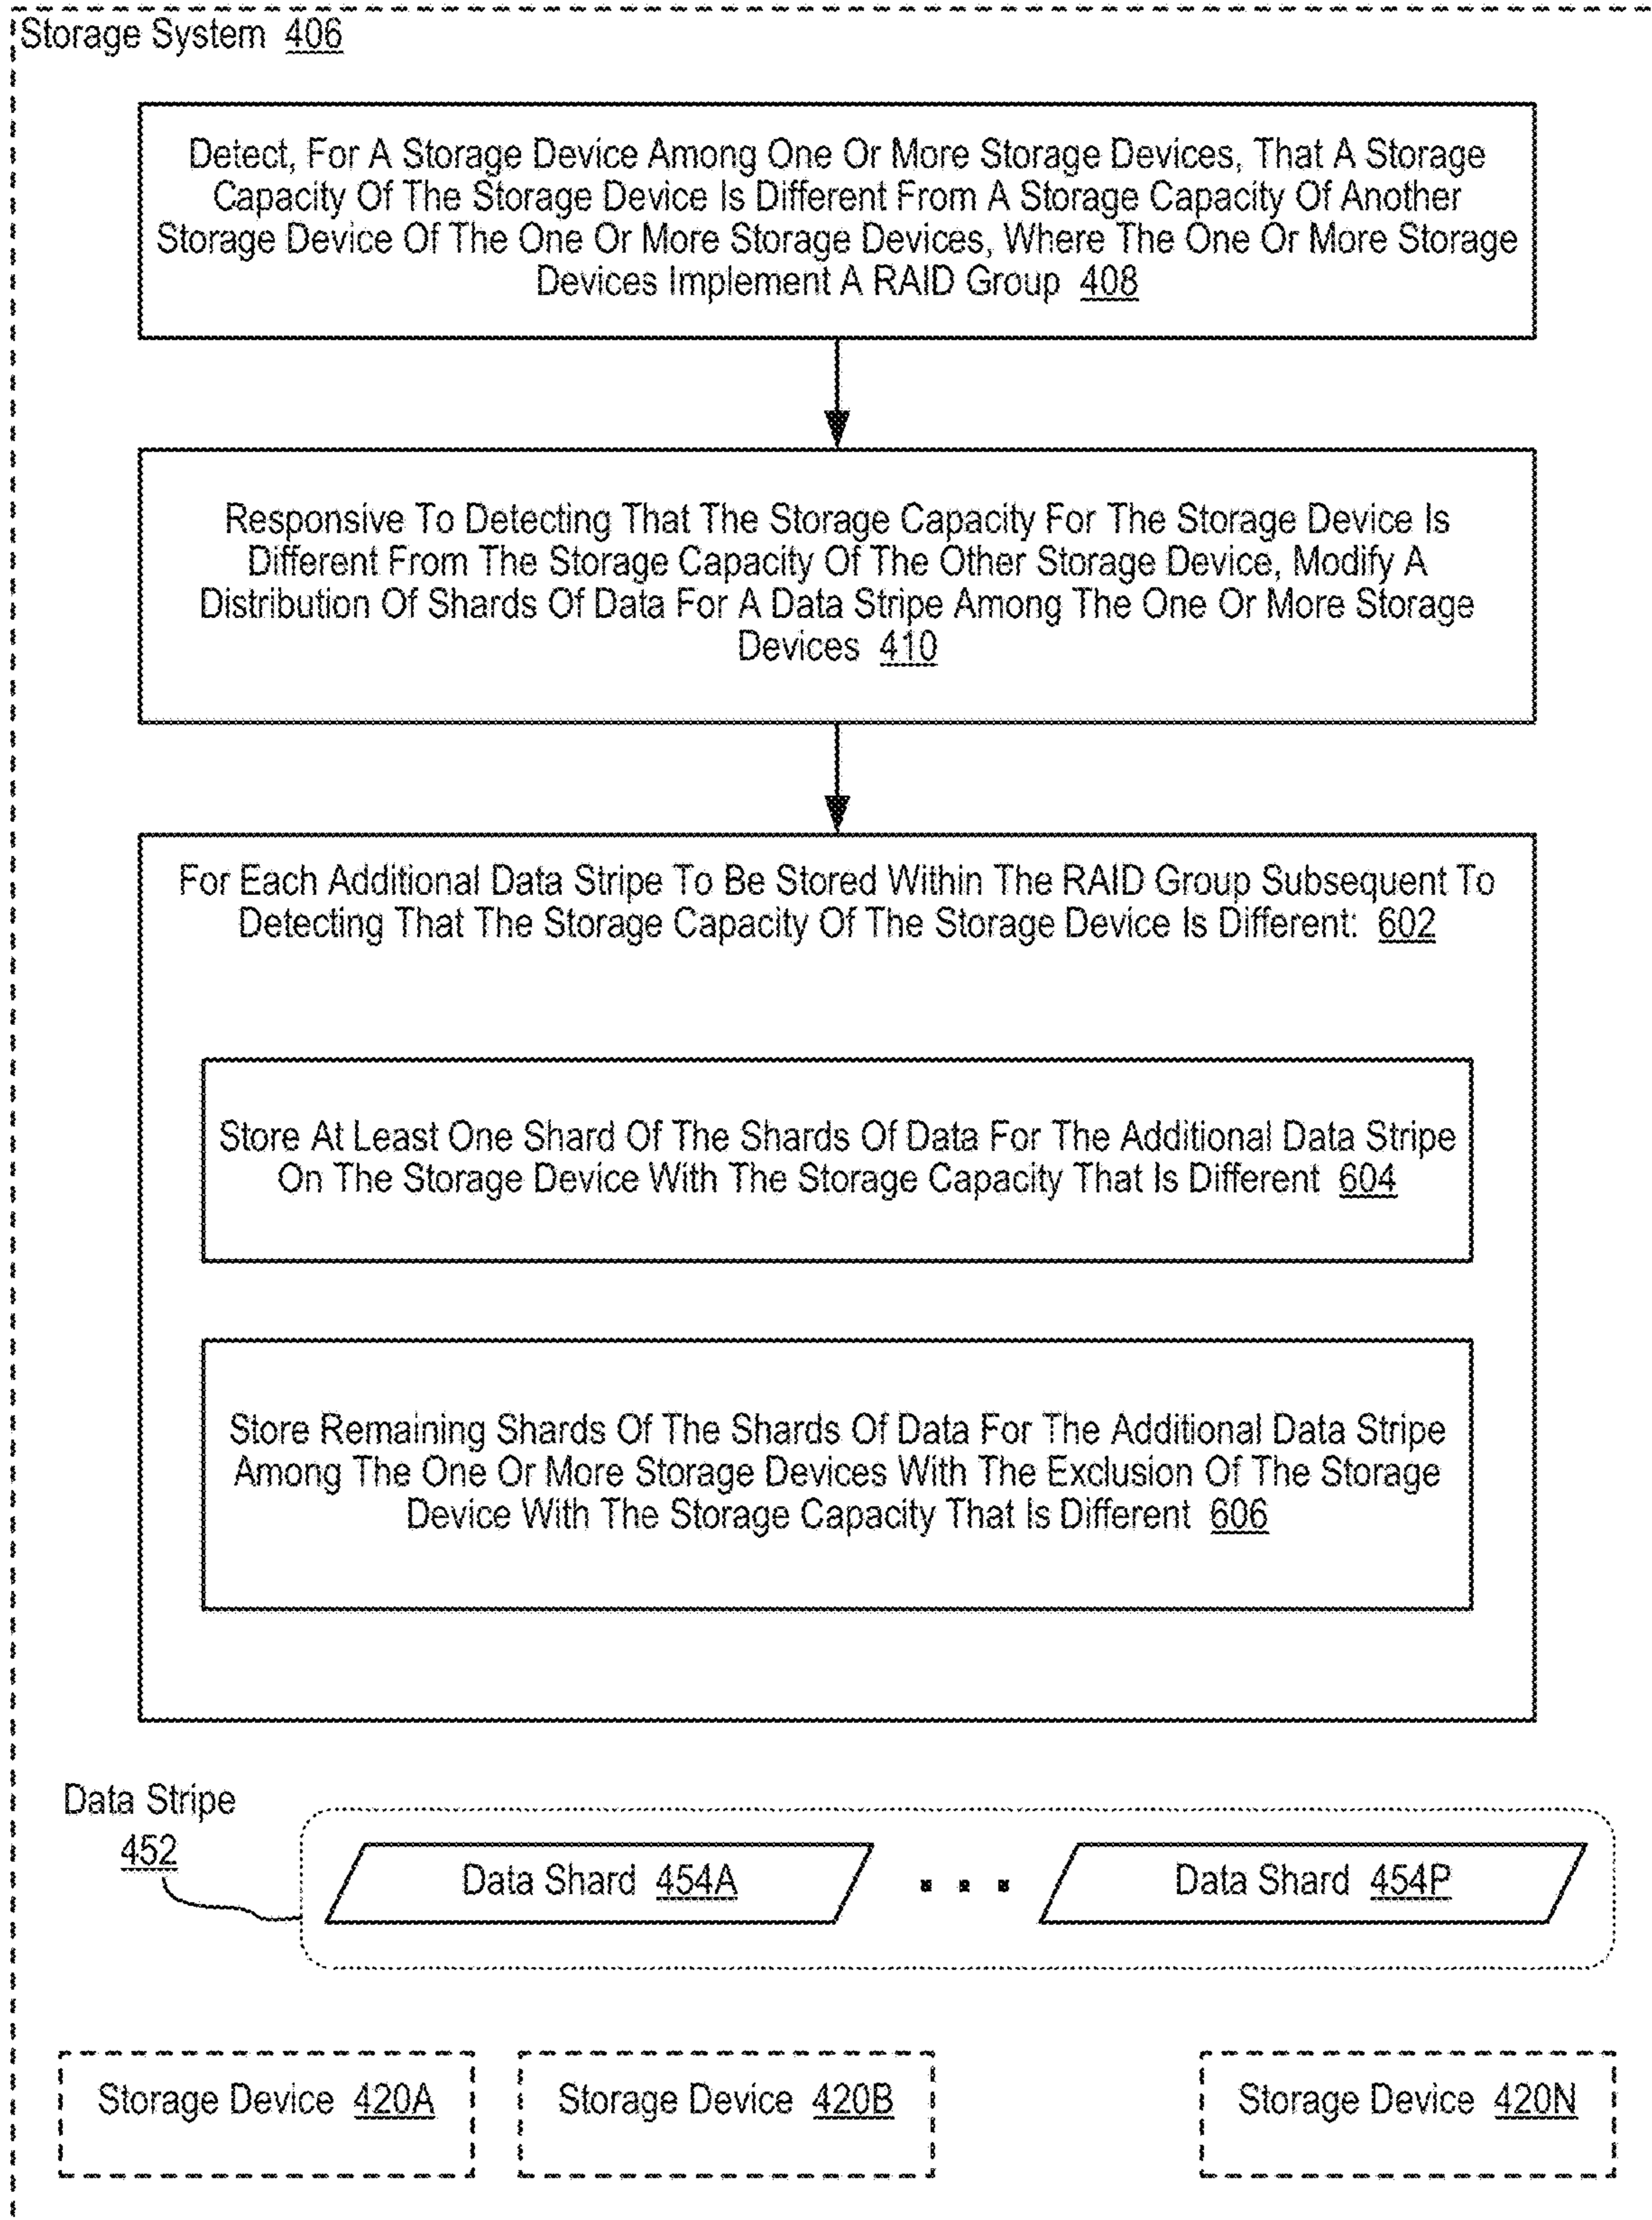 Storage System 406
Detect, For A Storage Device Among One Or More Storage Devices, That A Storage
Capacity Of The Storage Device Is Different From A Storage Capacity Of Another
Storage Device Of The One Or More Storage Devices, Where The One Or More Storage
Devices Implement A RAID Group 408
Responsive To Detecting That The Storage Capacity For The Storage Device Is
Different From The Storage Capacity Of The Other Storage Device, Modify A
Distribution Of Shards Of Data For A Data Stripe Among The One Or More Storage
Devices 410
For Each Additional Data Stripe To Be Stored Within The RAID Group Subsequent To
Detecting That The Storage Capacity Of The Storage Device Is Different: 602
Store At Least One Shard Of The Shards Of Data For The Additional Data Stripe
On The Storage Device With The Storage Capacity That Is Different 604
Store Remaining Shards Of The Shards Of Data For The Additional Data Stripe
Among The One Or More Storage Devices With The Exclusion Of The Storage
Device With The Storage Capacity That Is Different 606
Data Stripe
452
Data Shard 454A
Data Shard 454P
Storage Device 420A
Storage Device 420B
Storage Device 420N